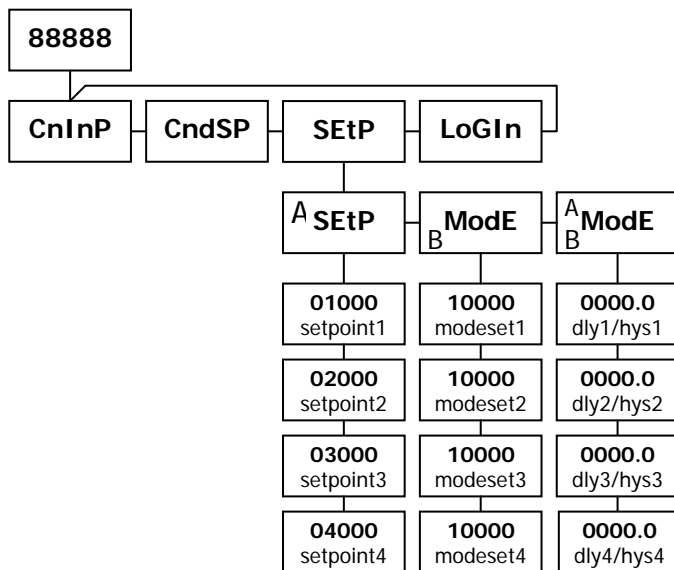 88888
CnInP CndSP SEtP LoGIn
A SEtP B ModE A B ModE
01000 10000 0000.0
setpoint1 modeset1 dly1/hys1
02000 10000 0000.0
setpoint2 modeset2 dly2/hys2
03000 10000 0000.0
setpoint3 modeset3 dly3/hys3
04000 10000 0000.0
setpoint4 modeset4 dly4/hys4